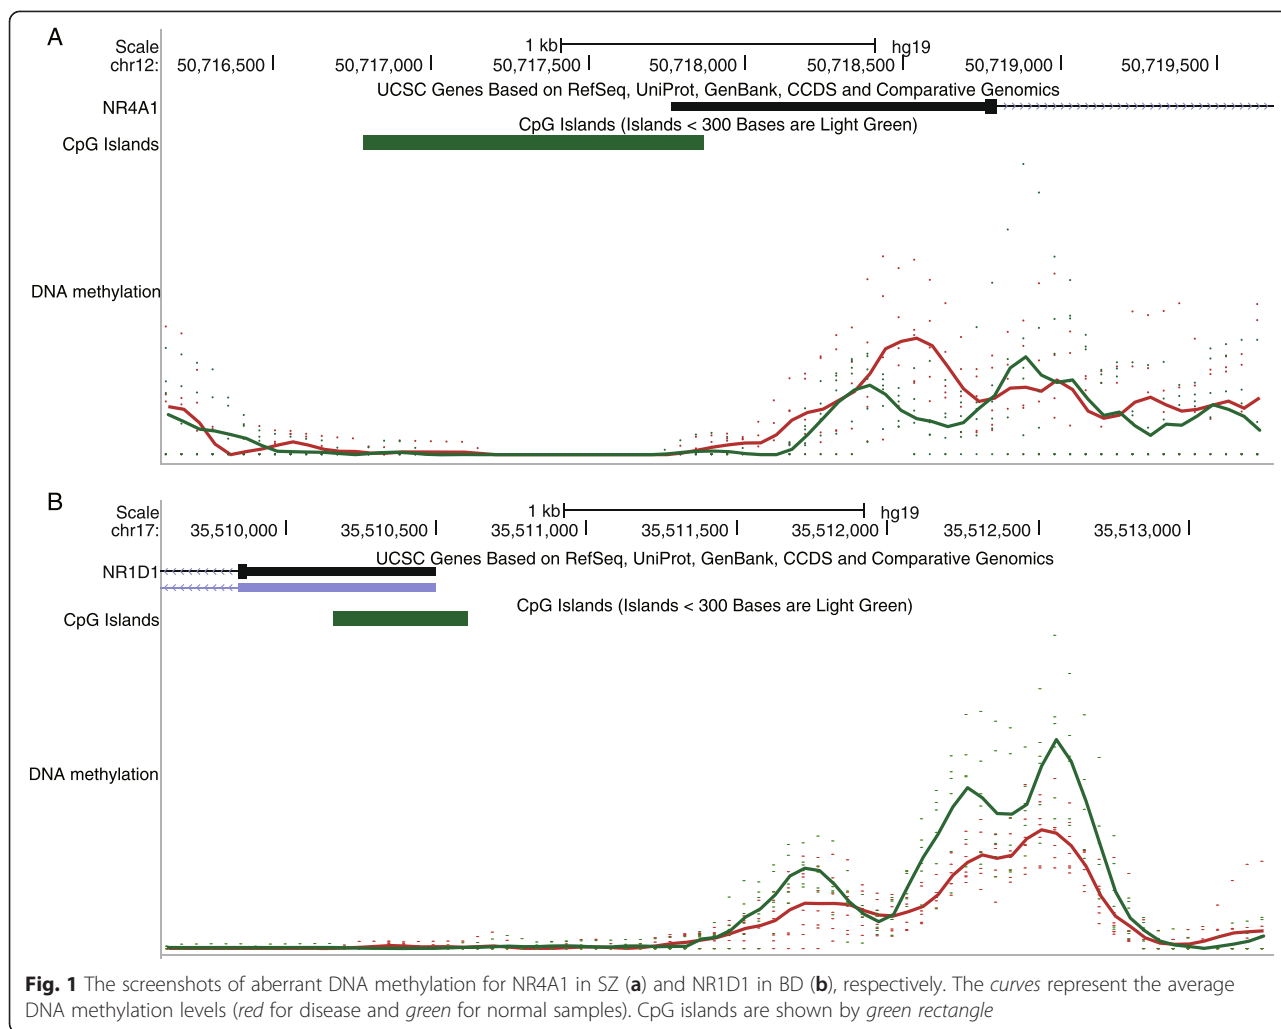 A
Scale 1 kb hg19
chr12: 50,716,500 50,717,000 50,717,500 50,718,000 50,718,500 50,719,000 50,719,500
UCSC Genes Based on RefSeq, UniProt, GenBank, CCDS and Comparative Genomics
NR4A1
CpG Islands (Islands < 300 Bases are Light Green)
CpG Islands
DNA methylation
B
Scale 1 kb hg19
chr17: 35,510,000 35,510,500 35,511,000 35,511,500 35,512,000 35,512,500 35,513,000
UCSC Genes Based on RefSeq, UniProt, GenBank, CCDS and Comparative Genomics
NR1D1
CpG Islands (Islands < 300 Bases are Light Green)
CpG Islands
DNA methylation
Fig. 1 The screenshots of aberrant DNA methylation for NR4A1 in SZ (a) and NR1D1 in BD (b), respectively. The curves represent the average
DNA methylation levels (red for disease and green for normal samples). CpG islands are shown by green rectangle